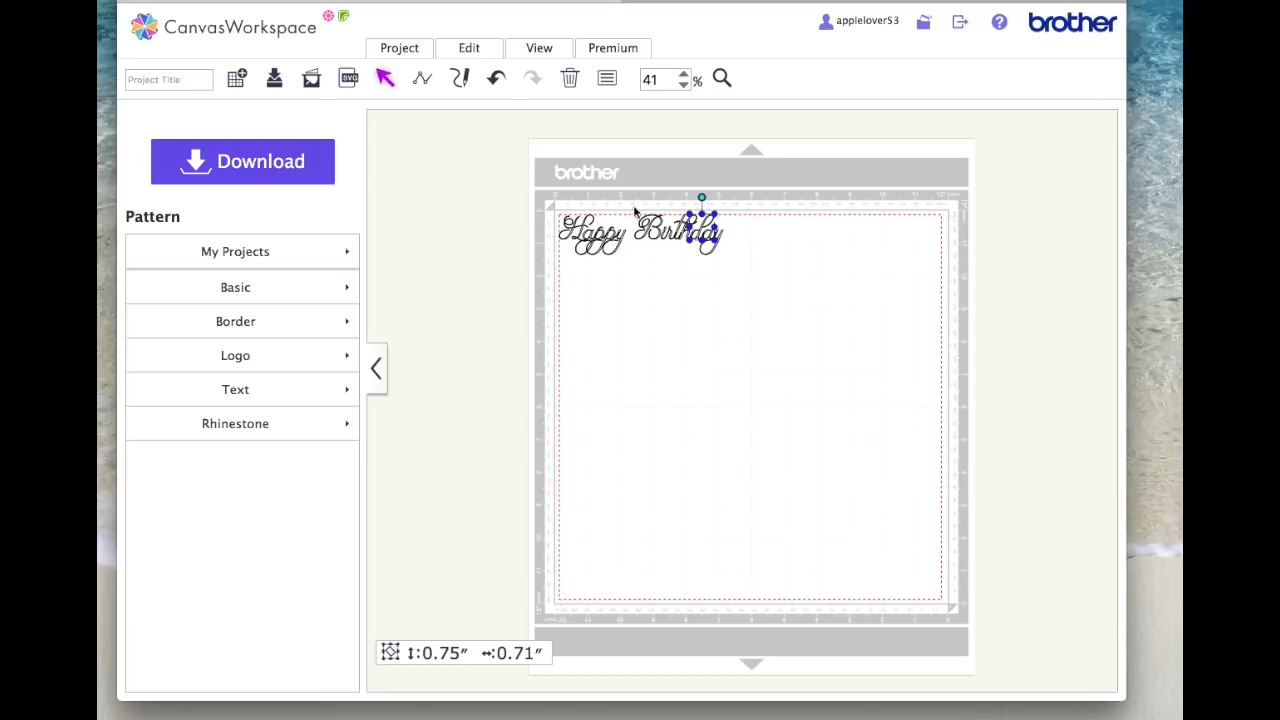 CanvasWorkspace
applelover53
brother
Project
Edit
View
Premium
Project Title
SVG
41
%
Download
brother
Pattern
My Projects
Happy Birthday
Basic
Border
Logo
Text
Rhinestone
0.75″
0.71″